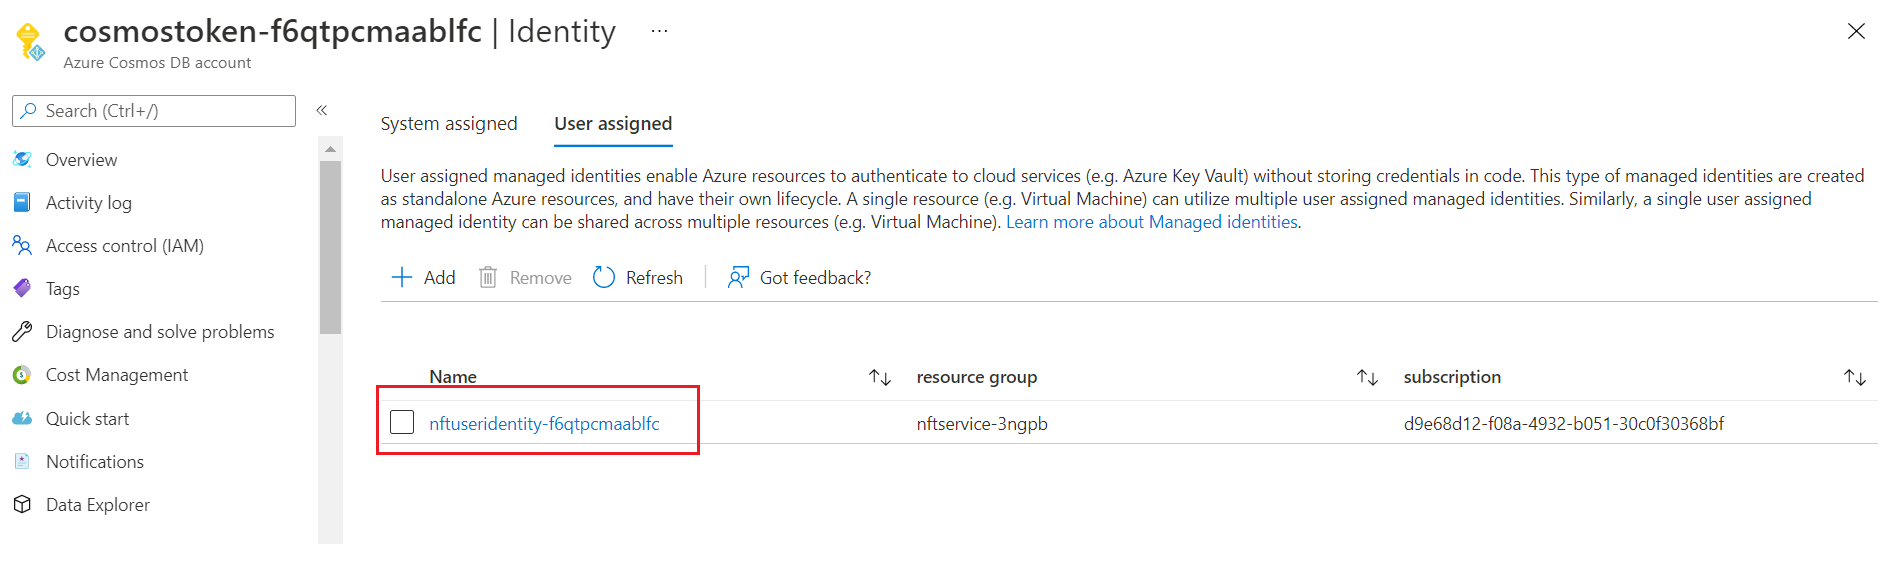 cosmostoken-f6qtpcmaablfc | Identity ...
Azure Cosmos DB account
Search (Ctrl+/)
Overview
Activity log
Access control (IAM)
Tags
Diagnose and solve problems
Cost Management
Quick start
Notifications
Data Explorer
System assigned User assigned
User assigned managed identities enable Azure resources to authenticate to cloud services (e.g. Azure Key Vault) without storing credentials in code. This type of managed identities are created
as standalone Azure resources, and have their own lifecycle. A single resource (e.g. Virtual Machine) can utilize multiple user assigned managed identities. Similarly, a single user assigned
managed identity can be shared across multiple resources (e.g. Virtual Machine). Learn more about Managed identities.
Add Remove Refresh Got feedback?
Name resource group subscription
nftuseridentity-f6qtpcmaablfc nftservice-3ngpb d9e68d12-f08a-4932-b051-30c0f30368bf